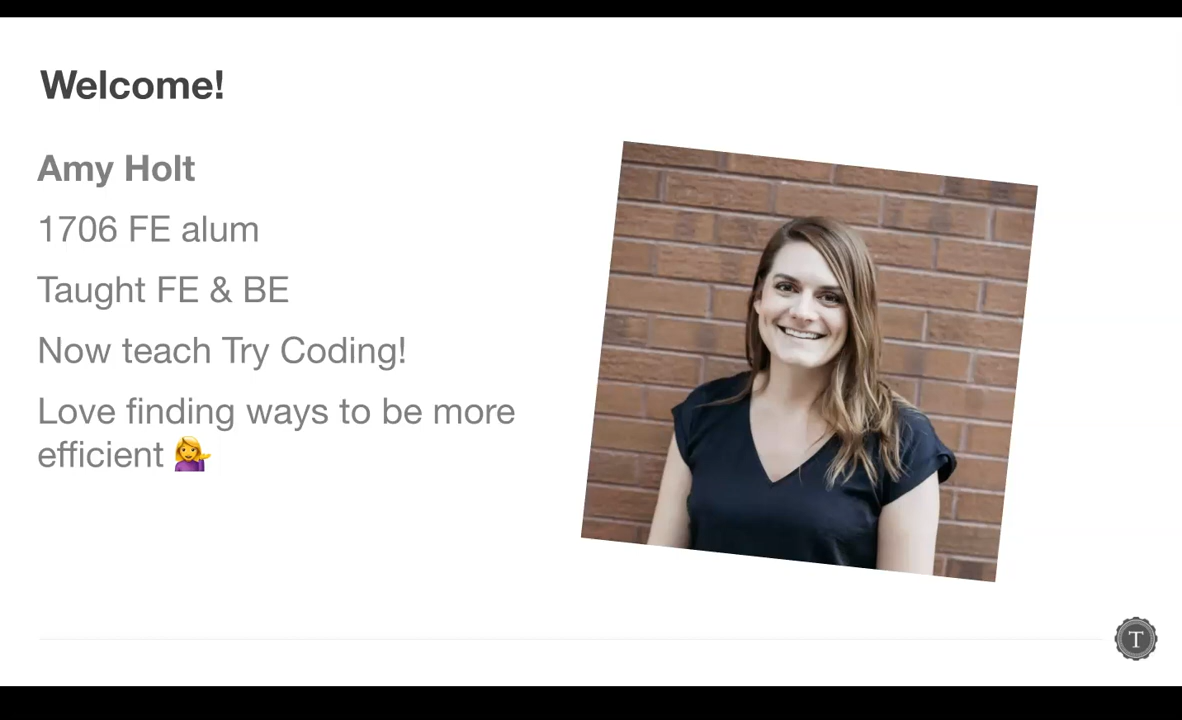 Welcome!
Amy Holt
1706 FE alum
Taught FE & BE
Now teach Try Coding!
Love finding ways to be more
efficient 💁‍♀️
T